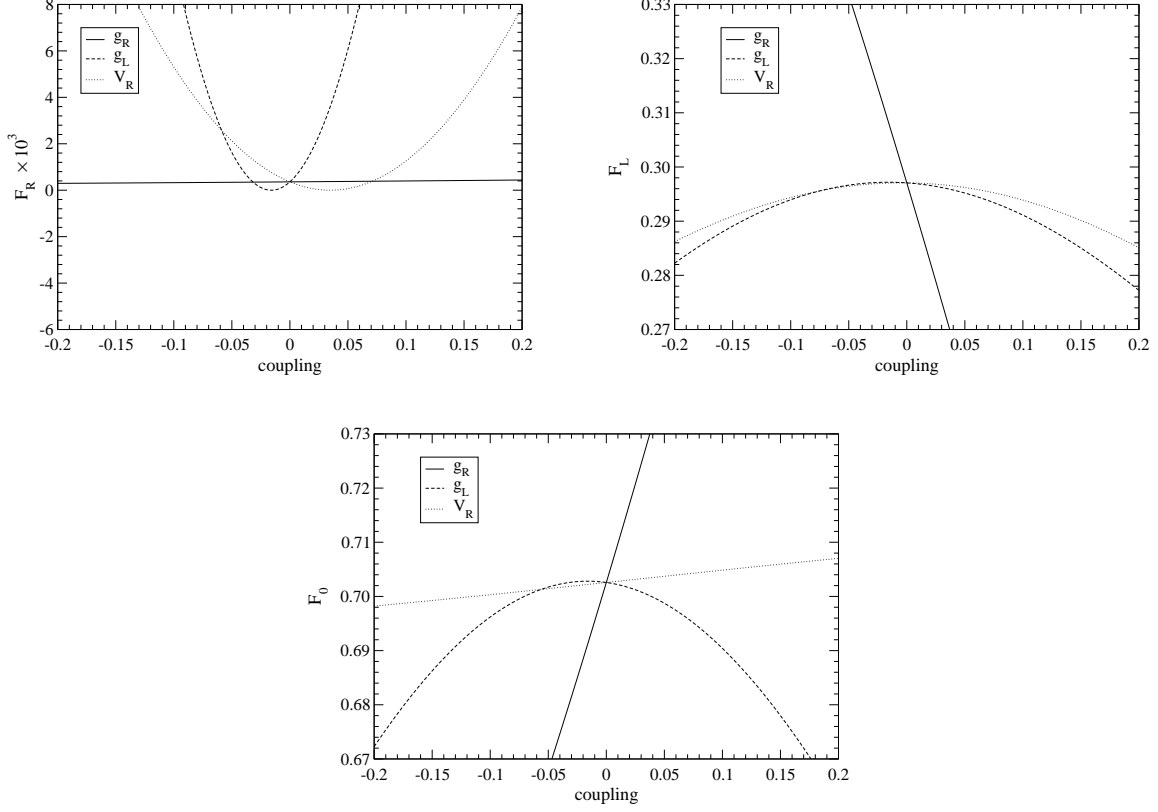 8
6
4
2
0
-2
-4
-6
F_R × 10^3
g_R
g_L
V_R
-0.2 -0.15 -0.1 -0.05 0 0.05 0.1 0.15 0.2
coupling
0.33
0.32
0.31
0.30
0.29
0.28
0.27
F_L
g_R
g_L
V_R
-0.2 -0.15 -0.1 -0.05 0 0.05 0.1 0.15 0.2
coupling
0.73
0.72
0.71
0.70
0.69
0.68
0.67
F_0
g_R
g_L
V_R
-0.2 -0.15 -0.1 -0.05 0 0.05 0.1 0.15 0.2
coupling